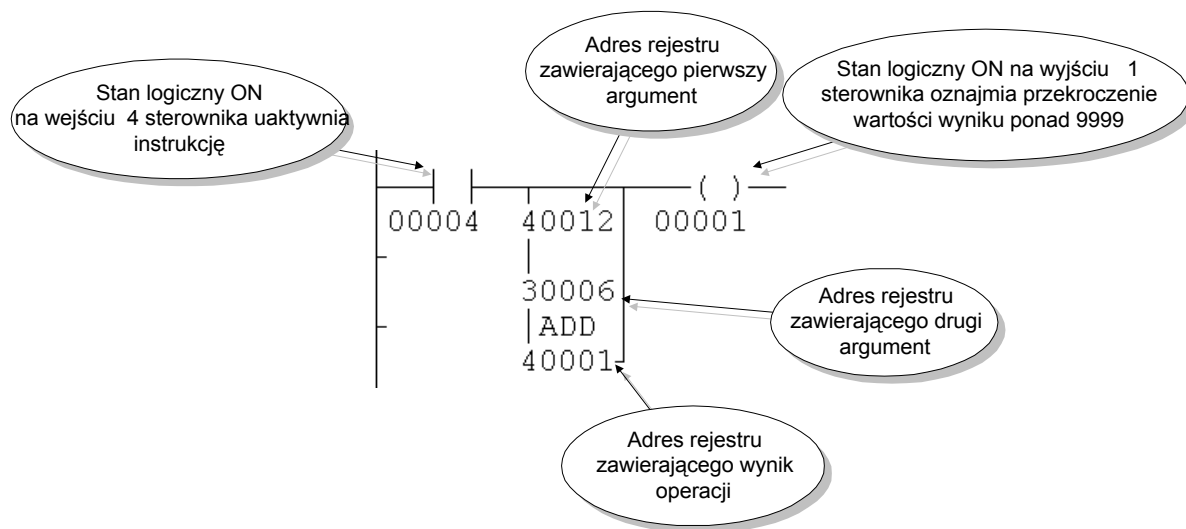 Adres rejestru
zawierającego pierwszy
argument
Stan logiczny ON na wyjściu 1
sterownika oznajmia przekroczenie
wartości wyniku ponad 9999
Stan logiczny ON
na wejściu 4 sterownika uaktywnia
instrukcję
( )
00004 40012 00001
30006
ADD
40001
Adres rejestru
zawierającego drugi
argument
Adres rejestru
zawierającego wynik
operacji